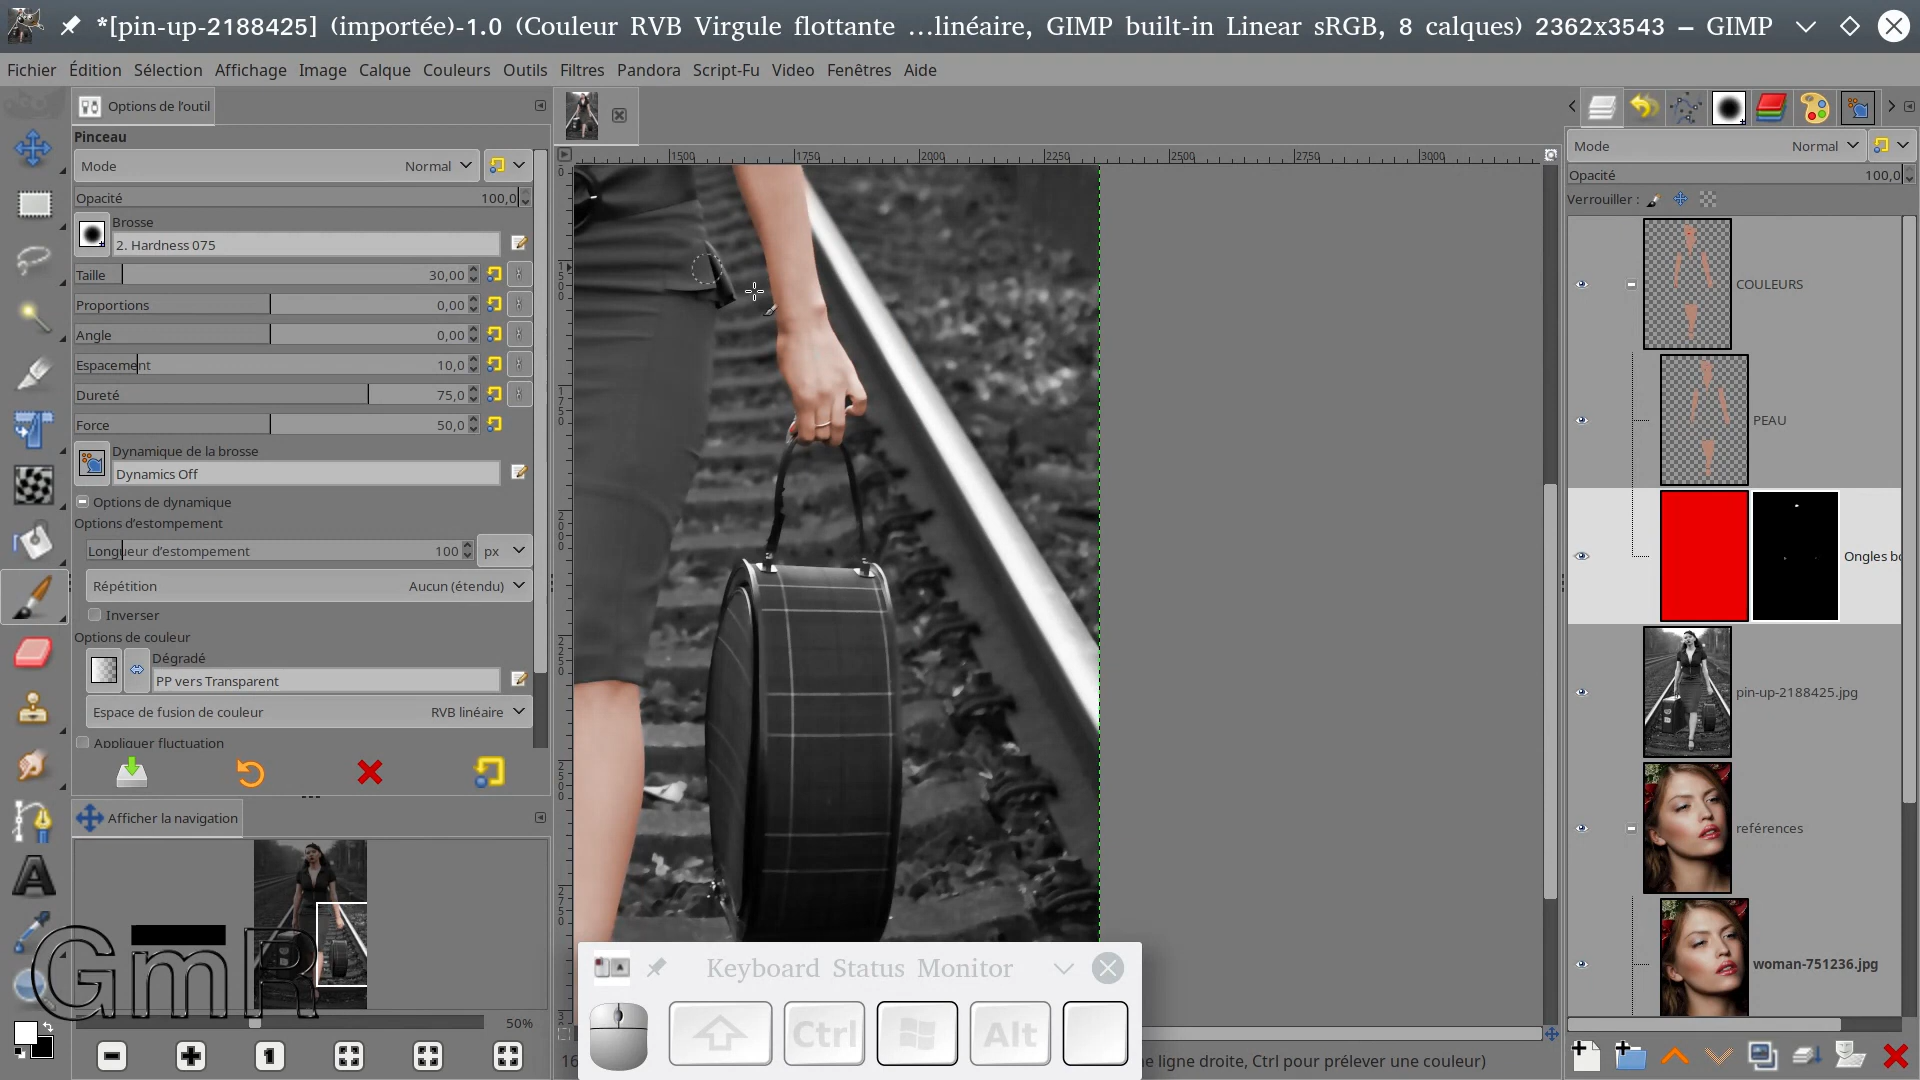 *[pin-up-2188425] (importée)-1.0 (Couleur RVB Virgule flottante …linéaire, GIMP built-in Linear sRGB, 8 calques) 2362x3543 – GIMP
Fichier Édition Sélection Affichage Image Calque Couleurs Outils Filtres Pandora Script-Fu Video Fenêtres Aide
Options de l'outil
Pinceau
Mode Normal
Opacité 100,0
Brosse
2. Hardness 075
Taille 30,00
Proportions 0,00
Angle 0,00
Espacement 10,0
Dureté 75,0
Force 50,0
Dynamique de la brosse
Dynamics Off
Options de dynamique
Options d'estompement
Longueur d'estompement 100 px
Répétition Aucun (étendu)
Inverser
Options de couleur
Dégradé
PP vers Transparent
Espace de fusion de couleur RVB linéaire
Appliquer fluctuation
Afficher la navigation
GmR
50%
1500 1750 2000 2250 2500 2750 3000
Keyboard Status Monitor
Ctrl Alt
16
ne ligne droite, Ctrl pour prélever une couleur)
Mode Normal
Opacité 100,0
Verrouiller :
COULEURS
PEAU
Ongles bo
pin-up-2188425.jpg
reférences
woman-751236.jpg